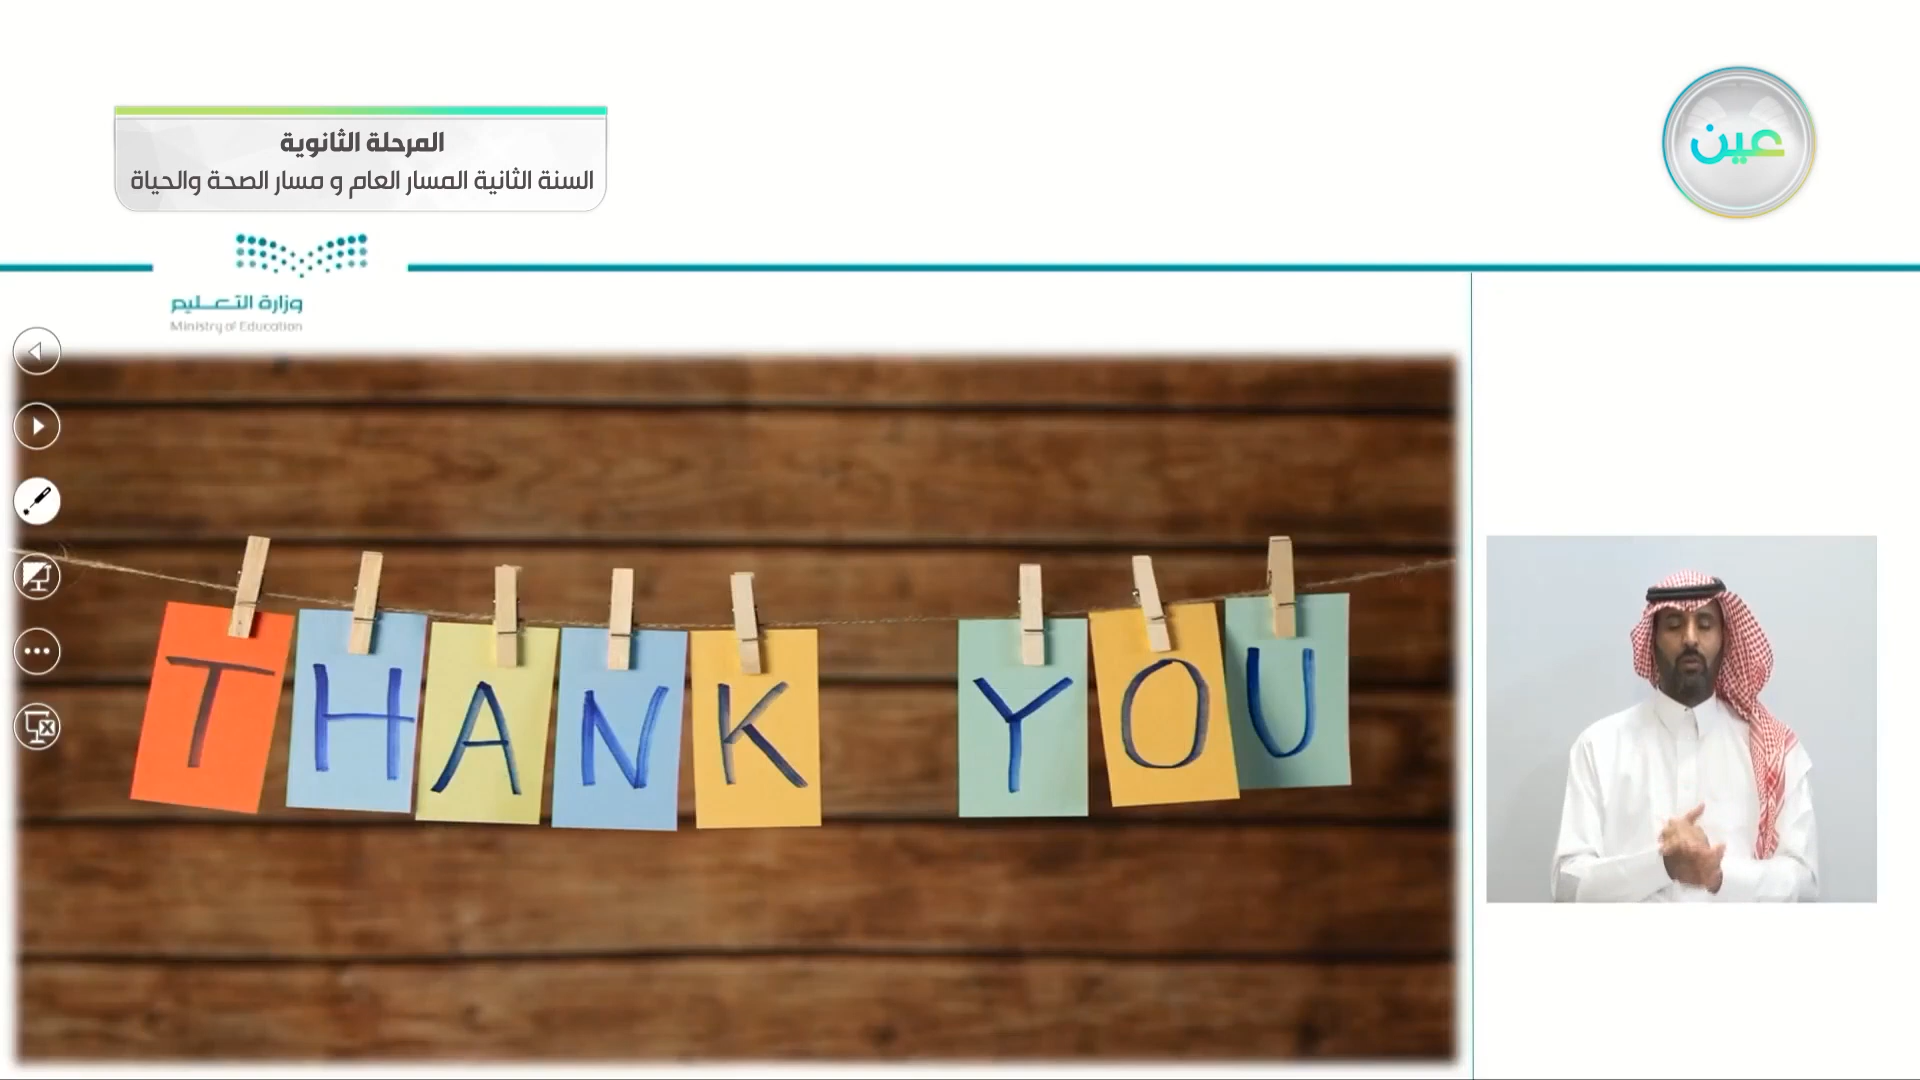 المرحلة الثانوية
السنة الثانية المسار العام و مسار الصحة والحياة
عين
وزارة التعليم
Ministry of Education
THANK YOU